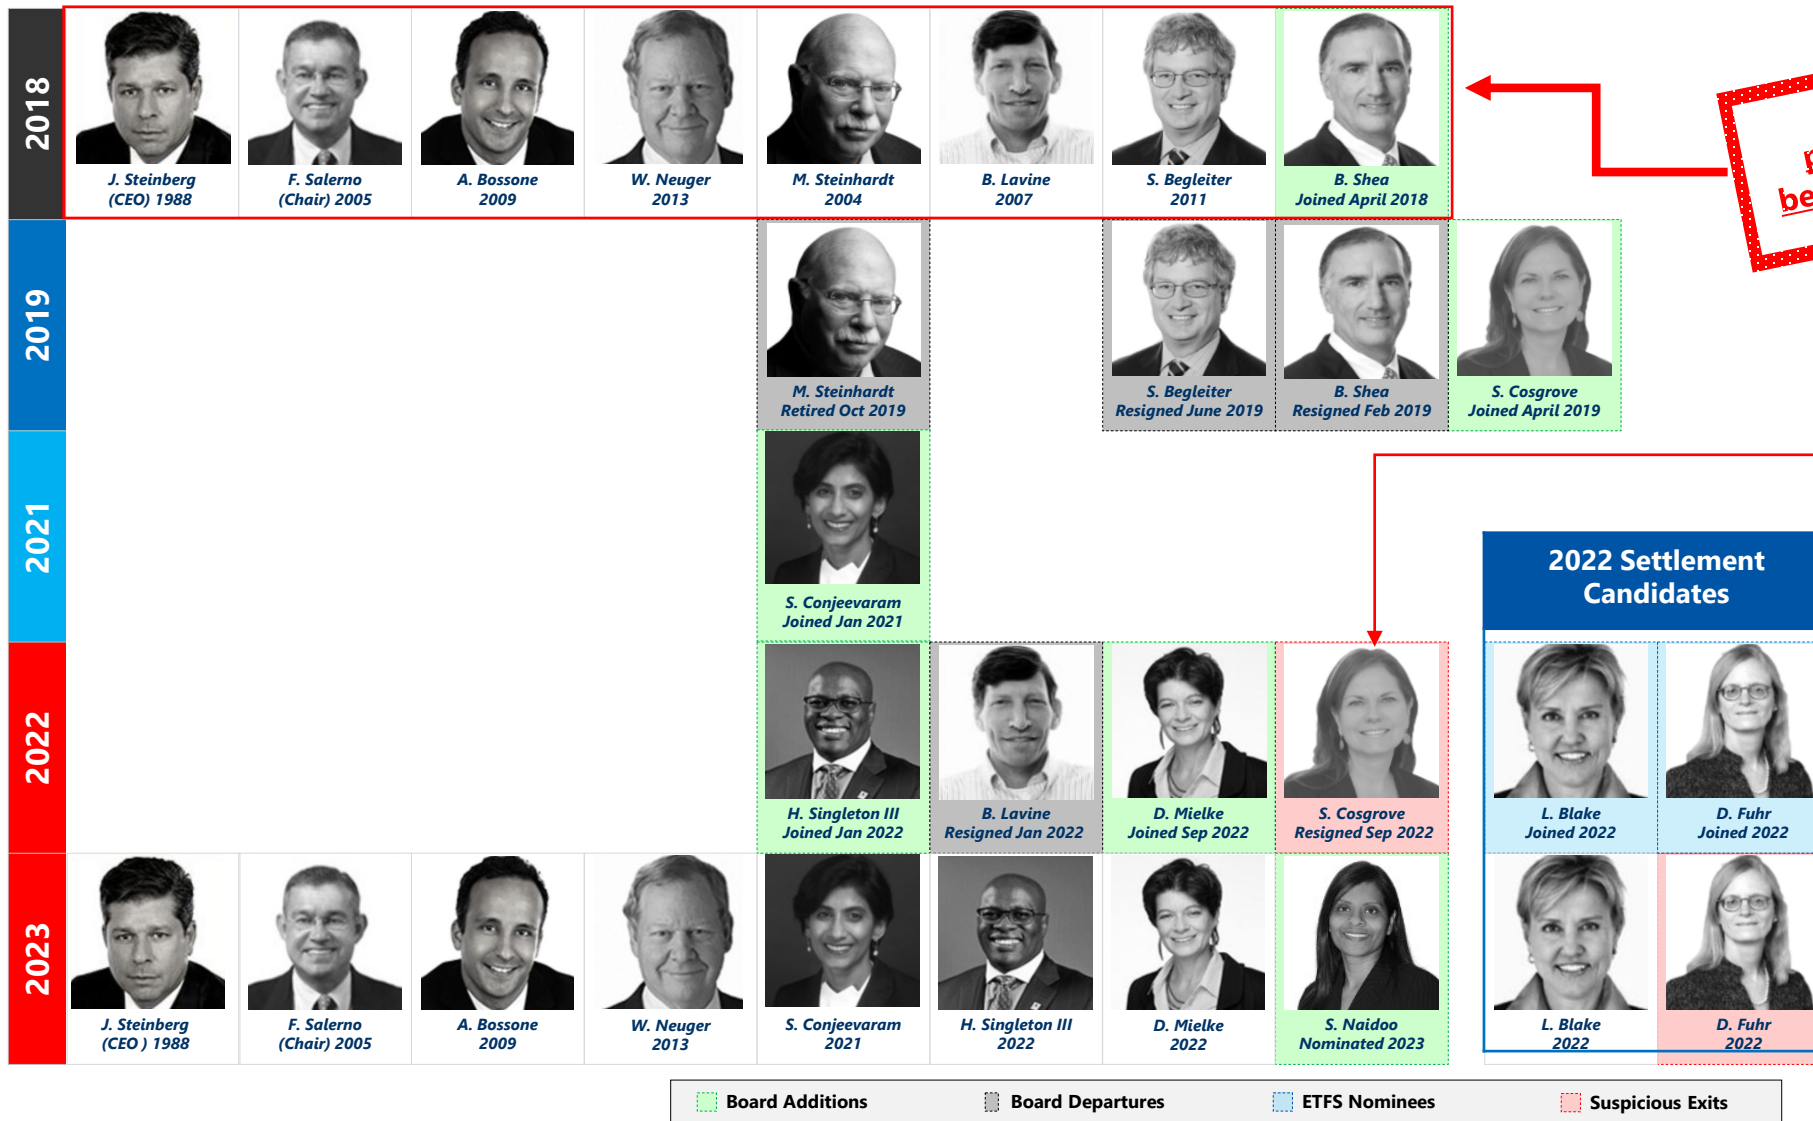 2018
J. Steinberg
(CEO) 1988
F. Salerno
(Chair) 2005
A. Bossone
2009
W. Neuger
2013
M. Steinhardt
2004
B. Lavine
2007
S. Begleiter
2011
B. Shea
Joined April 2018
be
2019
M. Steinhardt
Retired Oct 2019
S. Begleiter
Resigned June 2019
B. Shea
Resigned Feb 2019
S. Cosgrove
Joined April 2019
2021
S. Conjeevaram
Joined Jan 2021
2022 Settlement
Candidates
2022
H. Singleton III
Joined Jan 2022
B. Lavine
Resigned Jan 2022
D. Mielke
Joined Sep 2022
S. Cosgrove
Resigned Sep 2022
L. Blake
Joined 2022
D. Fuhr
Joined 2022
2023
J. Steinberg
(CEO ) 1988
F. Salerno
(Chair) 2005
A. Bossone
2009
W. Neuger
2013
S. Conjeevaram
2021
H. Singleton III
2022
D. Mielke
2022
S. Naidoo
Nominated 2023
L. Blake
2022
D. Fuhr
2022
Board Additions
Board Departures
ETFS Nominees
Suspicious Exits